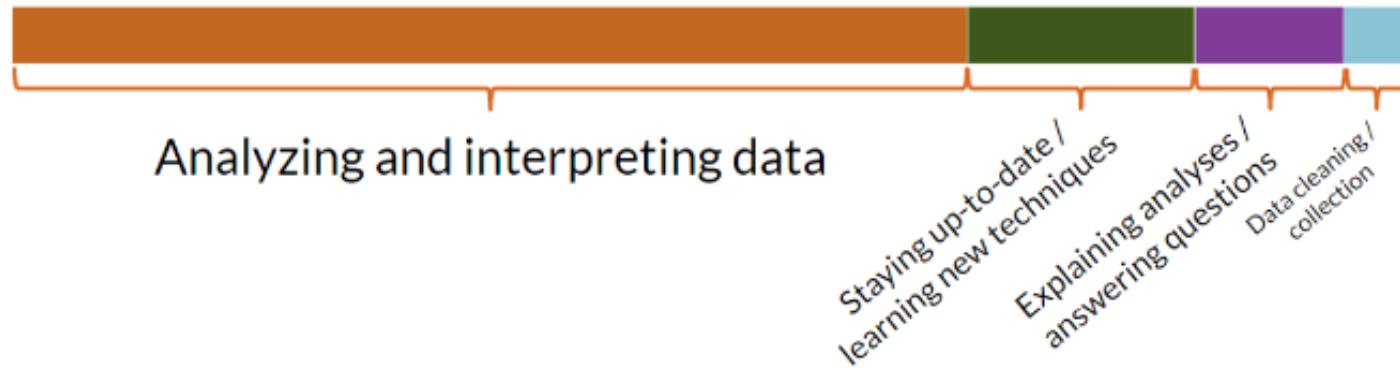 Analyzing and interpreting data
Staying up-to-date /
learning new techniques
Explaining analyses /
answering questions
Data cleaning /
collection